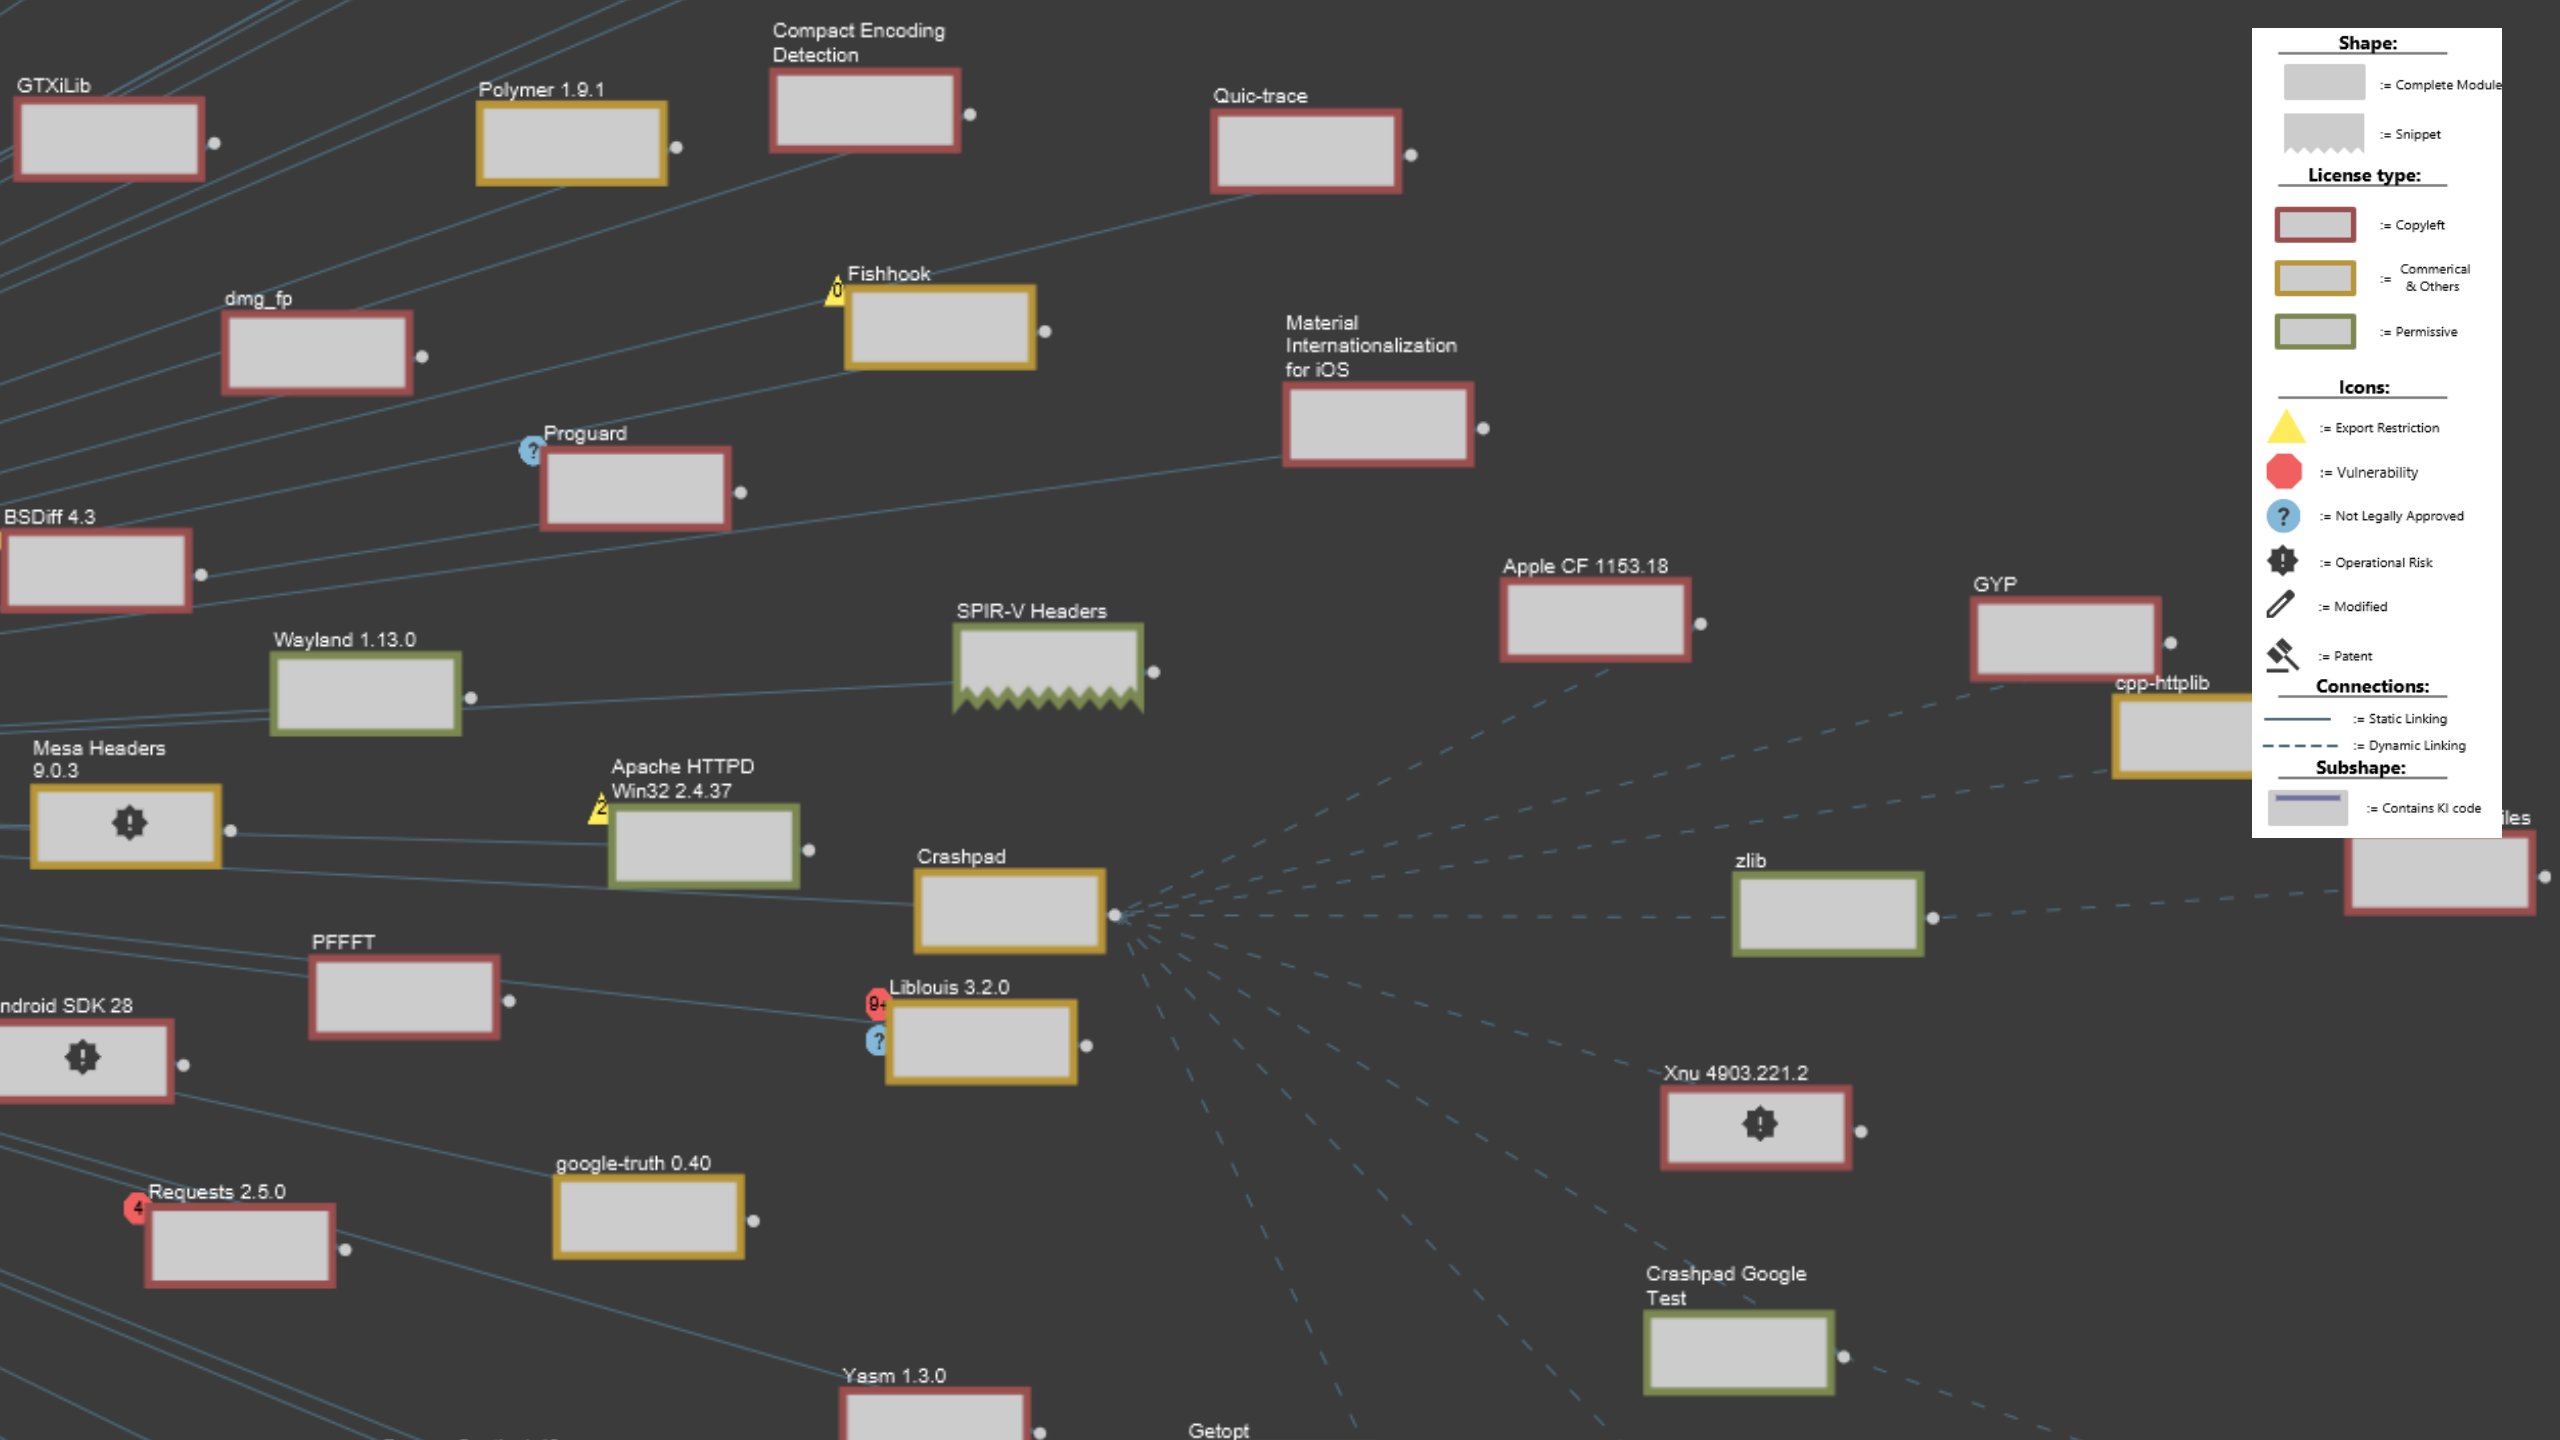 Compact Encoding
Detection
GTXiLib
Polymer 1.9.1
Quic-trace
Fishhook
0
dmg_fp
Material
Internationalization
for iOS
Proguard
?
BSDiff 4.3
Apple CF 1153.18
GYP
SPIR-V Headers
Wayland 1.13.0
cpp-httplib
Mesa Headers
9.0.3
!
Apache HTTPD
Win32 2.4.37
2
iles
Crashpad
zlib
PFFFT
Liblouis 3.2.0
9+
?
ndroid SDK 28
!
Xnu 4903.221.2
!
google-truth 0.40
Requests 2.5.0
4
Crashpad Google
Test
Yasm 1.3.0
Getopt
Shape:
:= Complete Module
:= Snippet
License type:
:= Copyleft
:= Commerical
& Others
:= Permissive
Icons:
:= Export Restriction
:= Vulnerability
? := Not Legally Approved
! := Operational Risk
:= Modified
:= Patent
Connections:
:= Static Linking
:= Dynamic Linking
Subshape:
:= Contains KI code